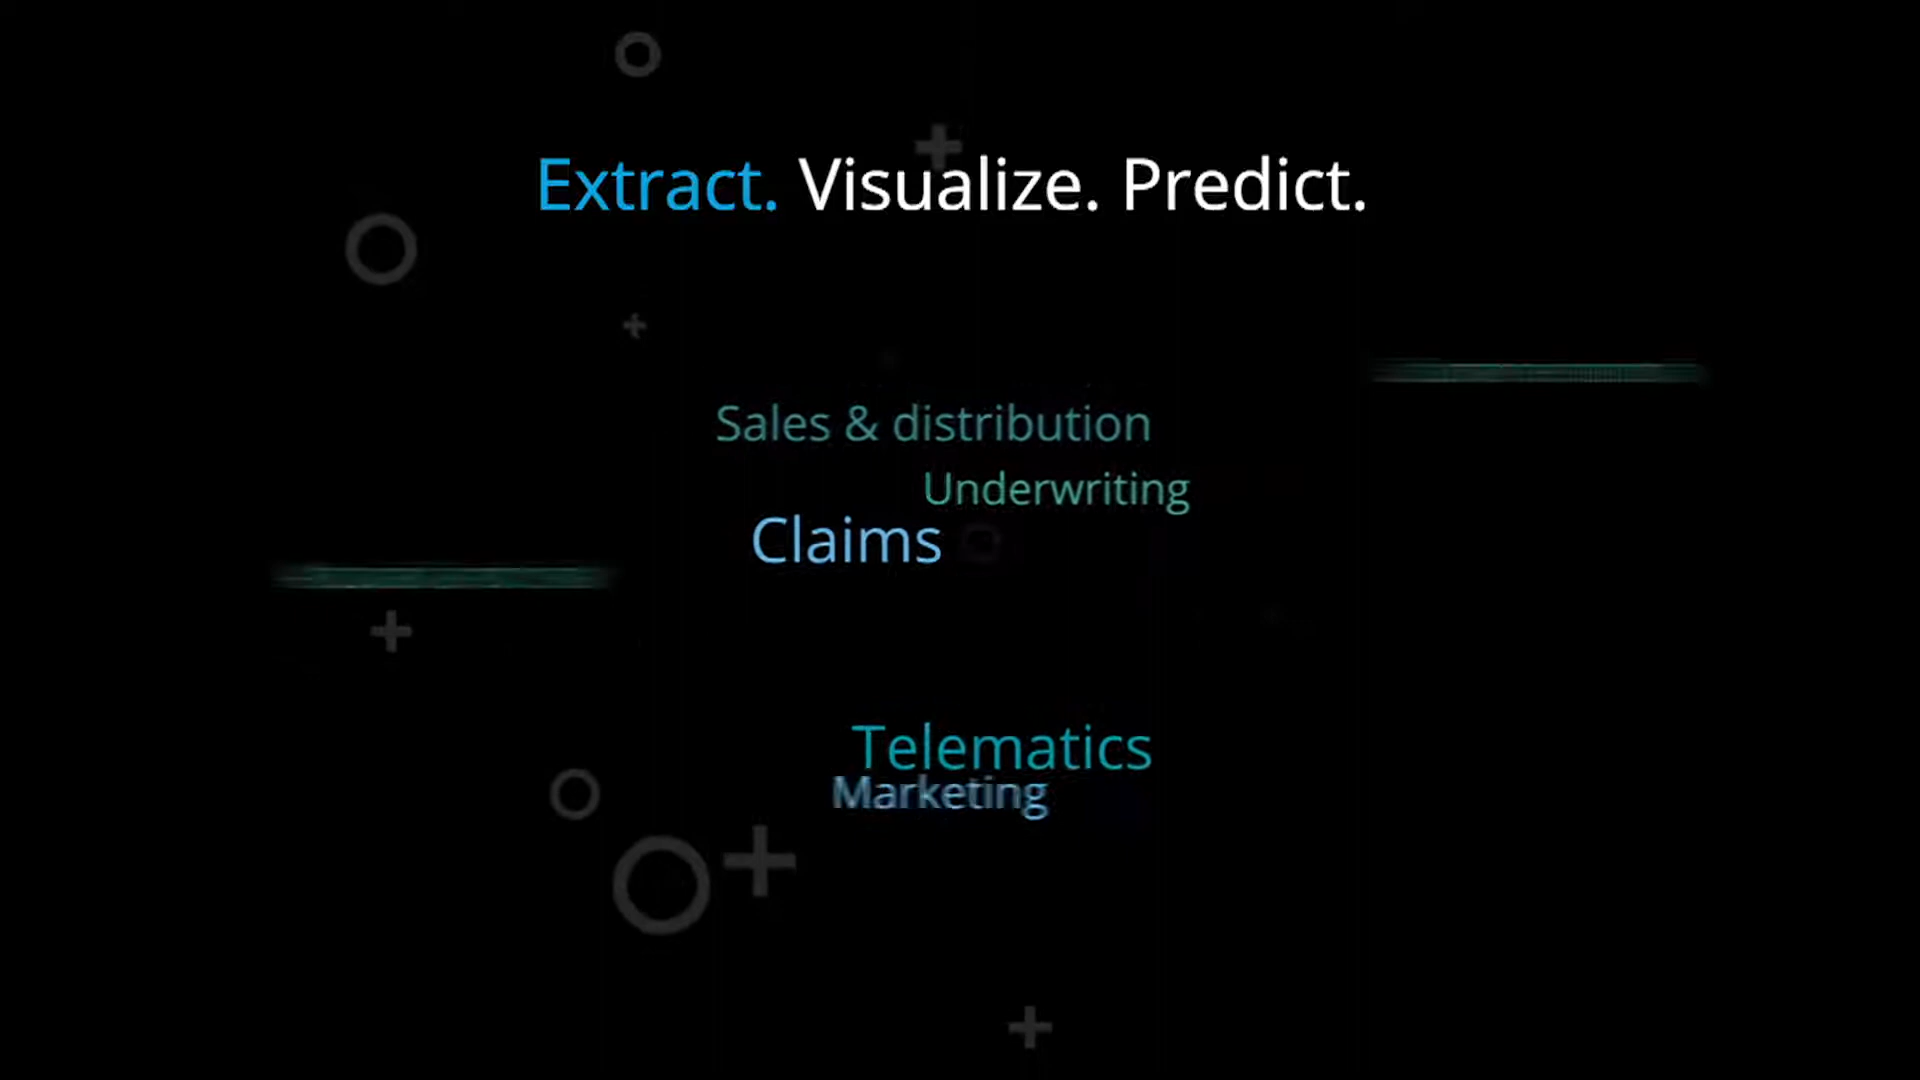 Extract. Visualize. Predict.
Sales & distribution
Underwriting
Claims
Telematics
Marketing